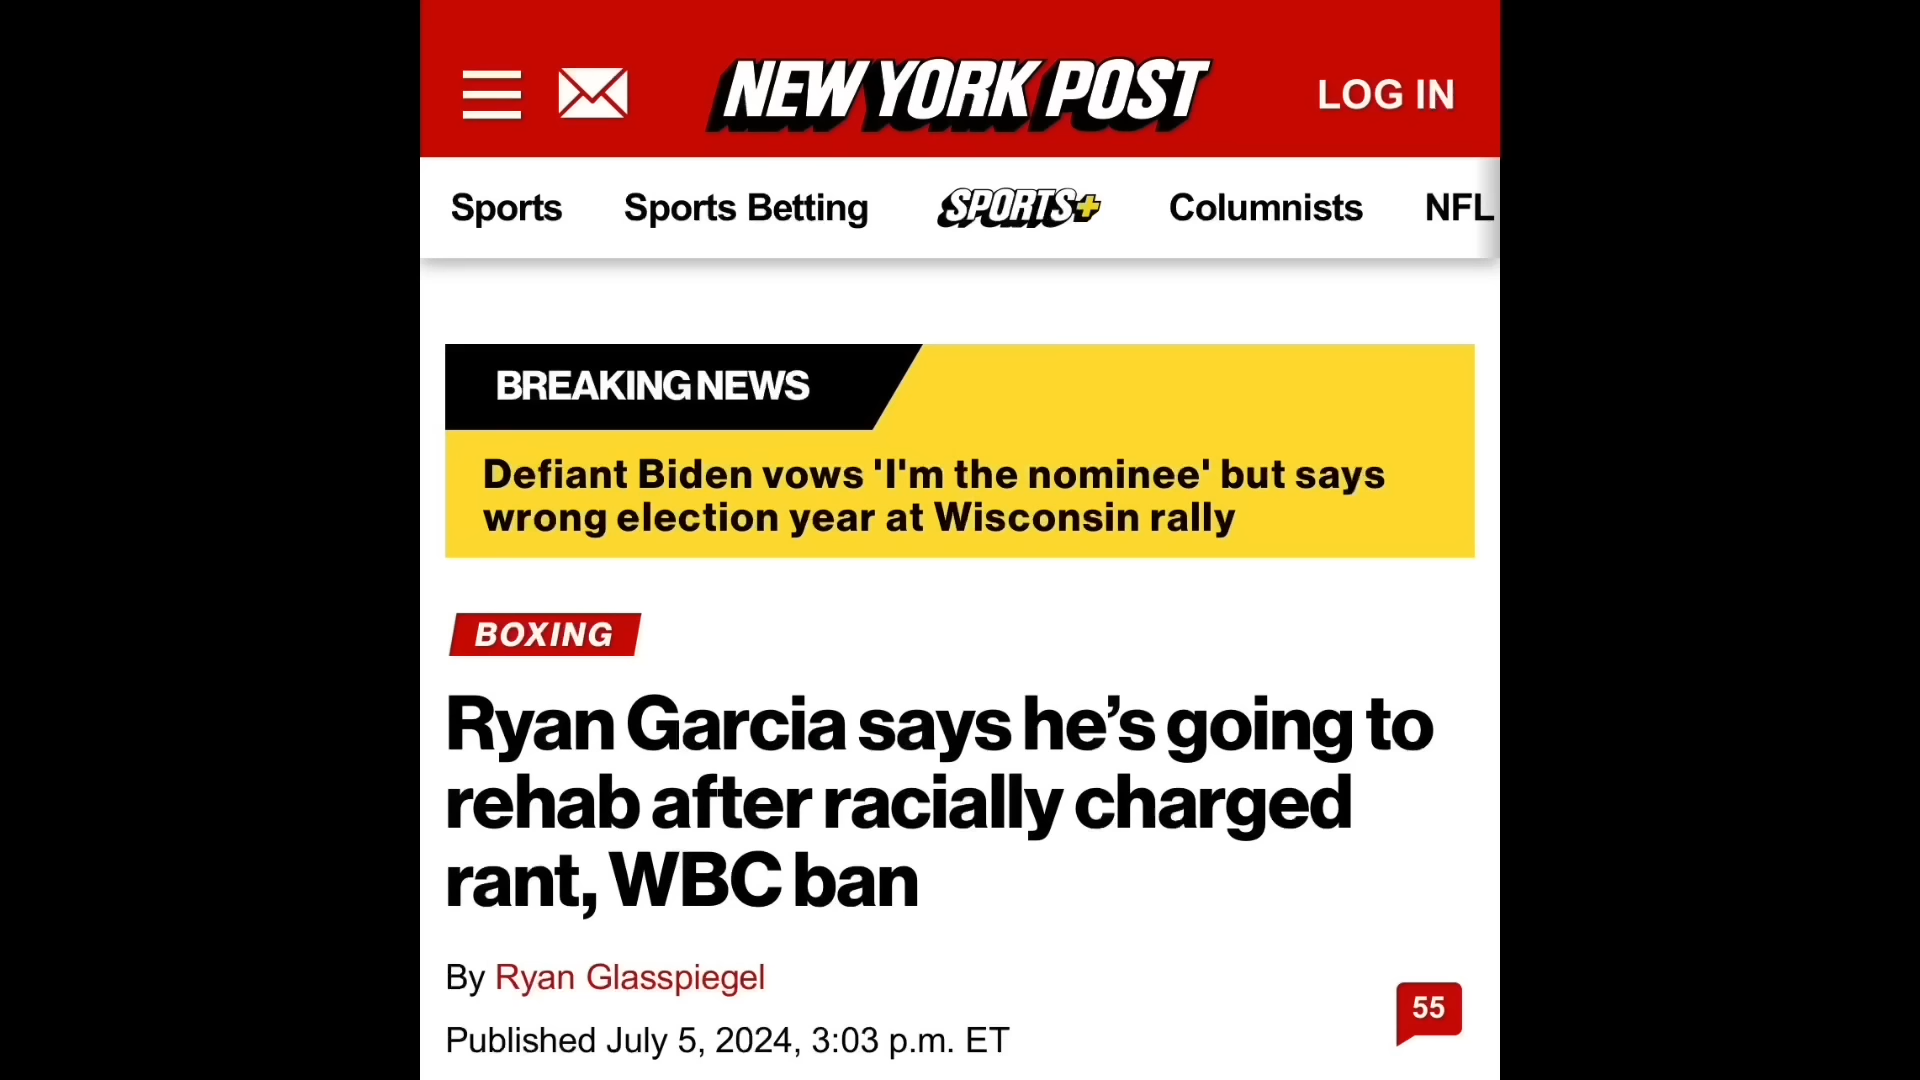 NEW YORK POST
LOG IN
Sports
Sports Betting
SPORTS+
Columnists
NFL
BREAKING NEWS
Defiant Biden vows 'I'm the nominee' but says
wrong election year at Wisconsin rally
BOXING
Ryan Garcia says he’s going to
rehab after racially charged
rant, WBC ban
By Ryan Glasspiegel
55
Published July 5, 2024, 3:03 p.m. ET